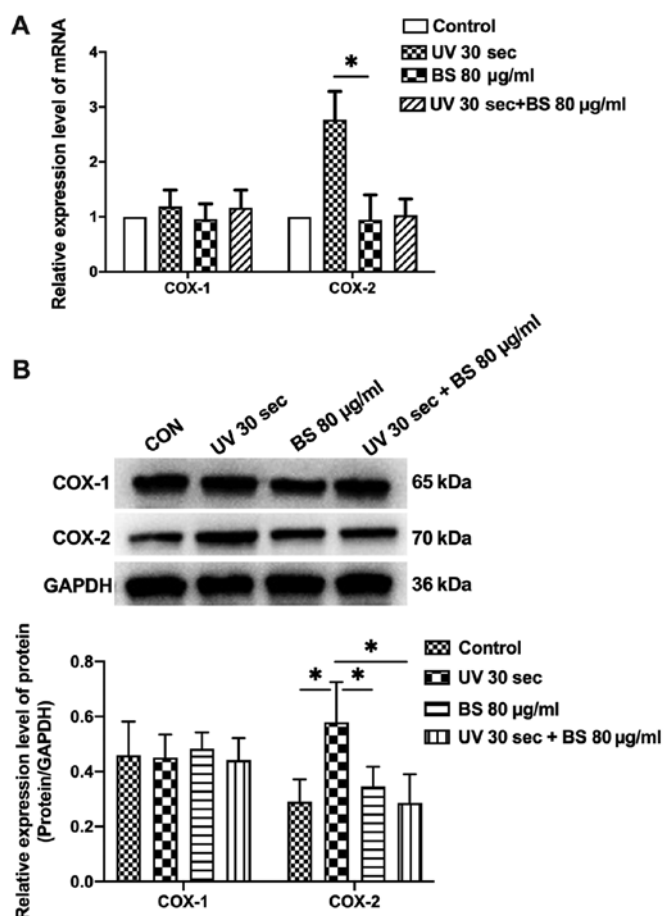 A
Relative expression level of mRNA
4
3
2
1
0
COX-1
COX-2
*
Control
UV 30 sec
BS 80 µg/ml
UV 30 sec+BS 80 µg/ml
B
CON
UV 30 sec
BS 80 µg/ml
UV 30 sec + BS 80 µg/ml
COX-1
65 kDa
COX-2
70 kDa
GAPDH
36 kDa
Relative expression level of protein
(Protein/GAPDH)
0.8
0.6
0.4
0.2
0.0
COX-1
COX-2
*
*
*
Control
UV 30 sec
BS 80 µg/ml
UV 30 sec + BS 80 µg/ml